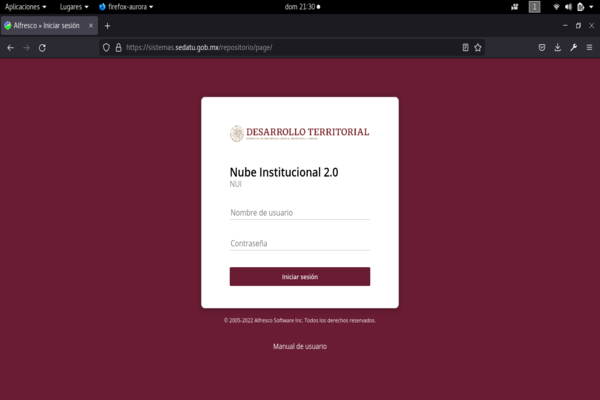 Aplicaciones Lugares firefox-aurora dom 21:30 1
Alfresco » Iniciar sesión
https://sistemas.sedatu.gob.mx/repositorio/page/
DESARROLLO TERRITORIAL
Nube Institucional 2.0
NUI
Nombre de usuario
Contraseña
Iniciar sesión
© 2005-2022 Alfresco Software Inc. Todos los derechos reservados.
Manual de usuario